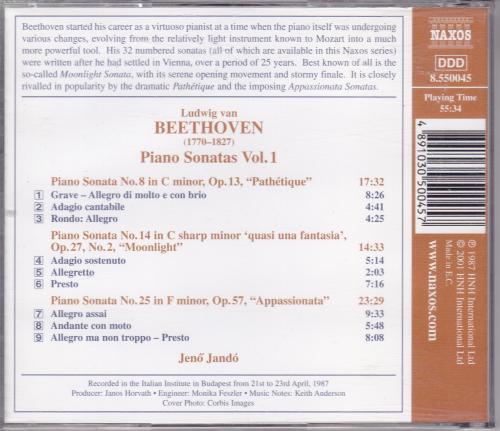 Beethoven started his career as a virtuoso pianist at a time when the piano itself was undergoing
various changes, evolving from the relatively light instrument known to Mozart into a much
more powerful tool. His 32 numbered sonatas (all of which are available in this Naxos series)
were written after he had settled in Vienna, over a period of 25 years. Best known of all is the
so-called Moonlight Sonata, with its serene opening movement and stormy finale. It is closely
rivalled in popularity by the dramatic Pathétique and the imposing Appassionata Sonatas.
Ludwig van
BEETHOVEN
(1770–1827)
Piano Sonatas Vol. 1
Piano Sonata No. 8 in C minor, Op. 13, “Pathétique” 17:32
1 Grave – Allegro di molto e con brio 8:26
2 Adagio cantabile 4:41
3 Rondo: Allegro 4:25
Piano Sonata No. 14 in C sharp minor ‘quasi una fantasia’,
Op. 27, No. 2, “Moonlight” 14:33
4 Adagio sostenuto 5:14
5 Allegretto 2:03
6 Presto 7:16
Piano Sonata No. 25 in F minor, Op. 57, “Appassionata” 23:29
7 Allegro assai 9:33
8 Andante con moto 5:48
9 Allegro ma non troppo – Presto 8:08
Jenő Jandó
Recorded in the Italian Institute in Budapest from 21st to 23rd April, 1987
Producer: Janos Horvath • Engineer: Monika Feszler • Music Notes: Keith Anderson
Cover Photo: Corbis Images
NAXOS
DDD
8.550045
Playing Time
55:34
4 891030 500457
www.naxos.com
℗ 1987 HNH International Ltd
© 2001 HNH International Ltd
Made in E.C.